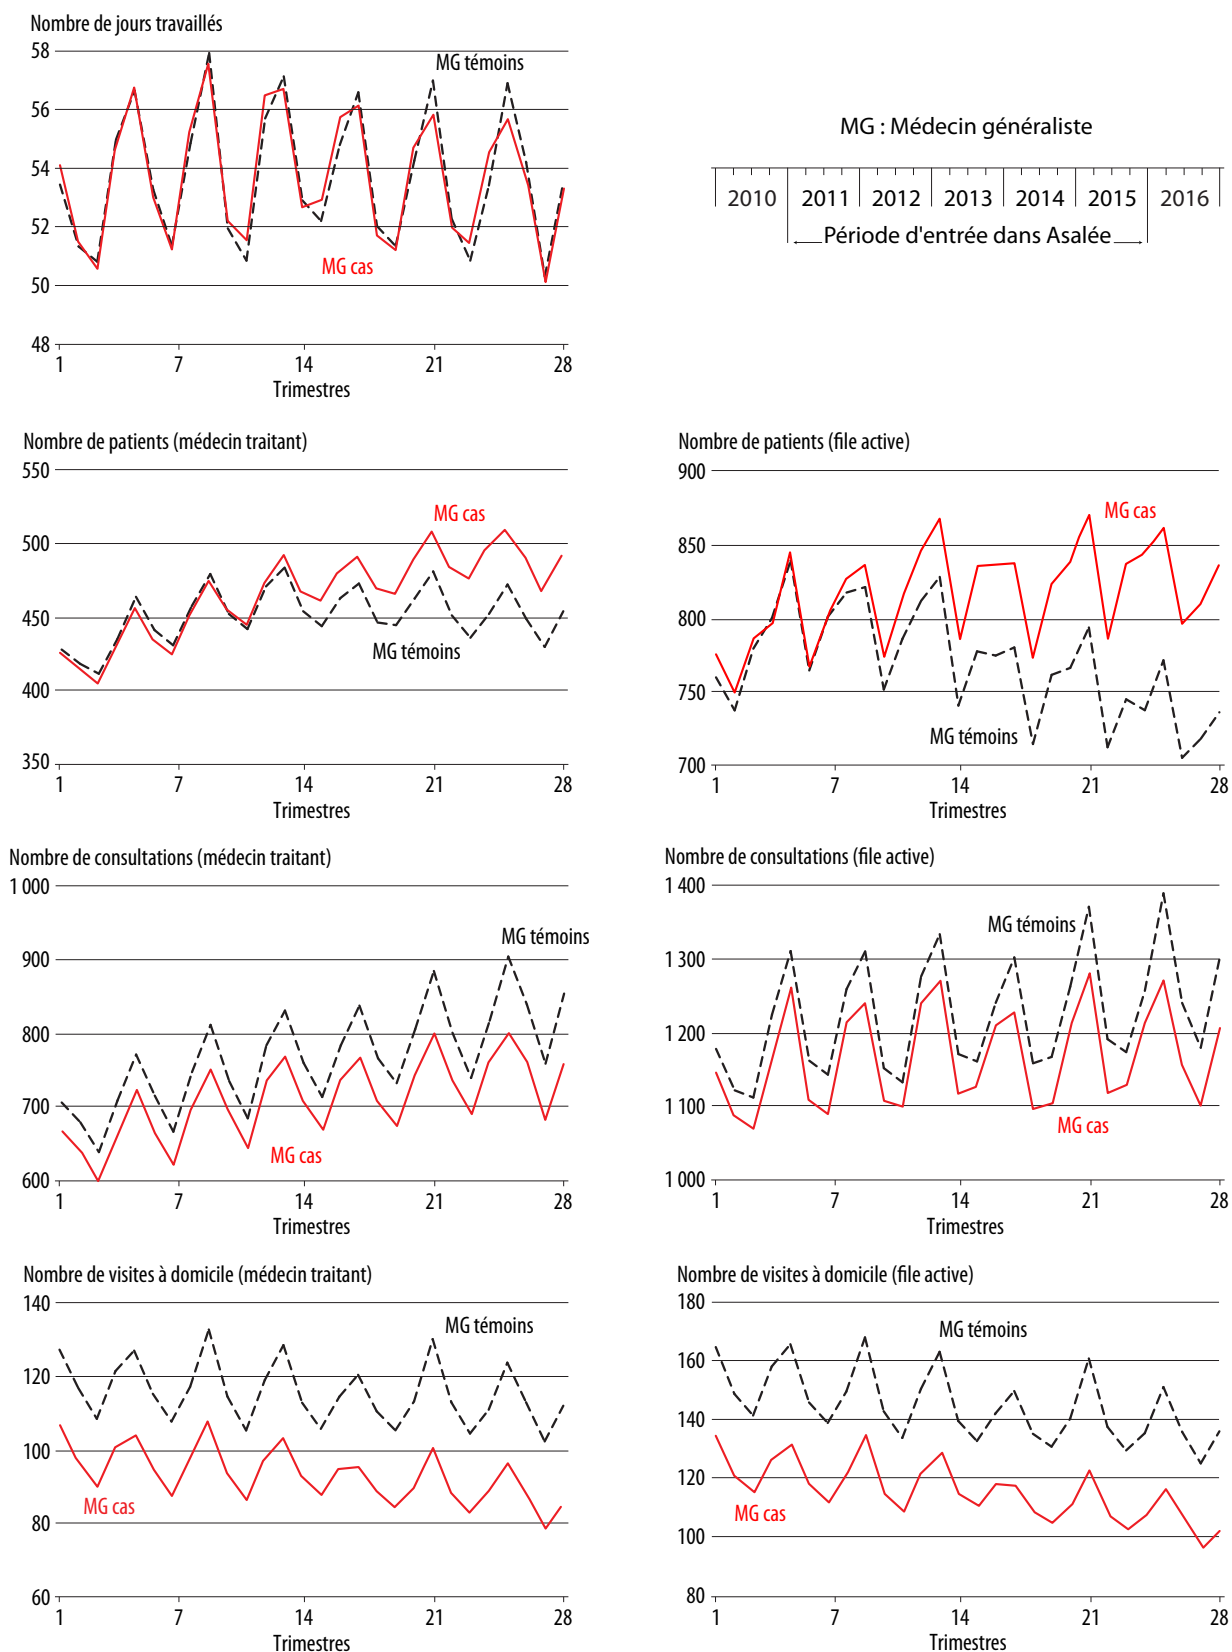 Nombre de jours travaillés
58
56
54
52
50
48
MG témoins
MG cas
1 7 14 21 28
Trimestres
MG : Médecin généraliste
2010 2011 2012 2013 2014 2015 2016
Période d'entrée dans Asalée
Nombre de patients (médecin traitant)
550
500
450
400
350
MG cas
MG témoins
1 7 14 21 28
Trimestres
Nombre de patients (file active)
900
850
800
750
700
MG cas
MG témoins
1 7 14 21 28
Trimestres
Nombre de consultations (médecin traitant)
1 000
900
800
700
600
MG témoins
MG cas
1 7 14 21 28
Trimestres
Nombre de consultations (file active)
1 400
1 300
1 200
1 100
1 000
MG témoins
MG cas
1 7 14 21 28
Trimestres
Nombre de visites à domicile (médecin traitant)
140
120
100
80
60
MG témoins
MG cas
1 7 14 21 28
Trimestres
Nombre de visites à domicile (file active)
180
160
140
120
100
80
MG témoins
MG cas
1 7 14 21 28
Trimestres